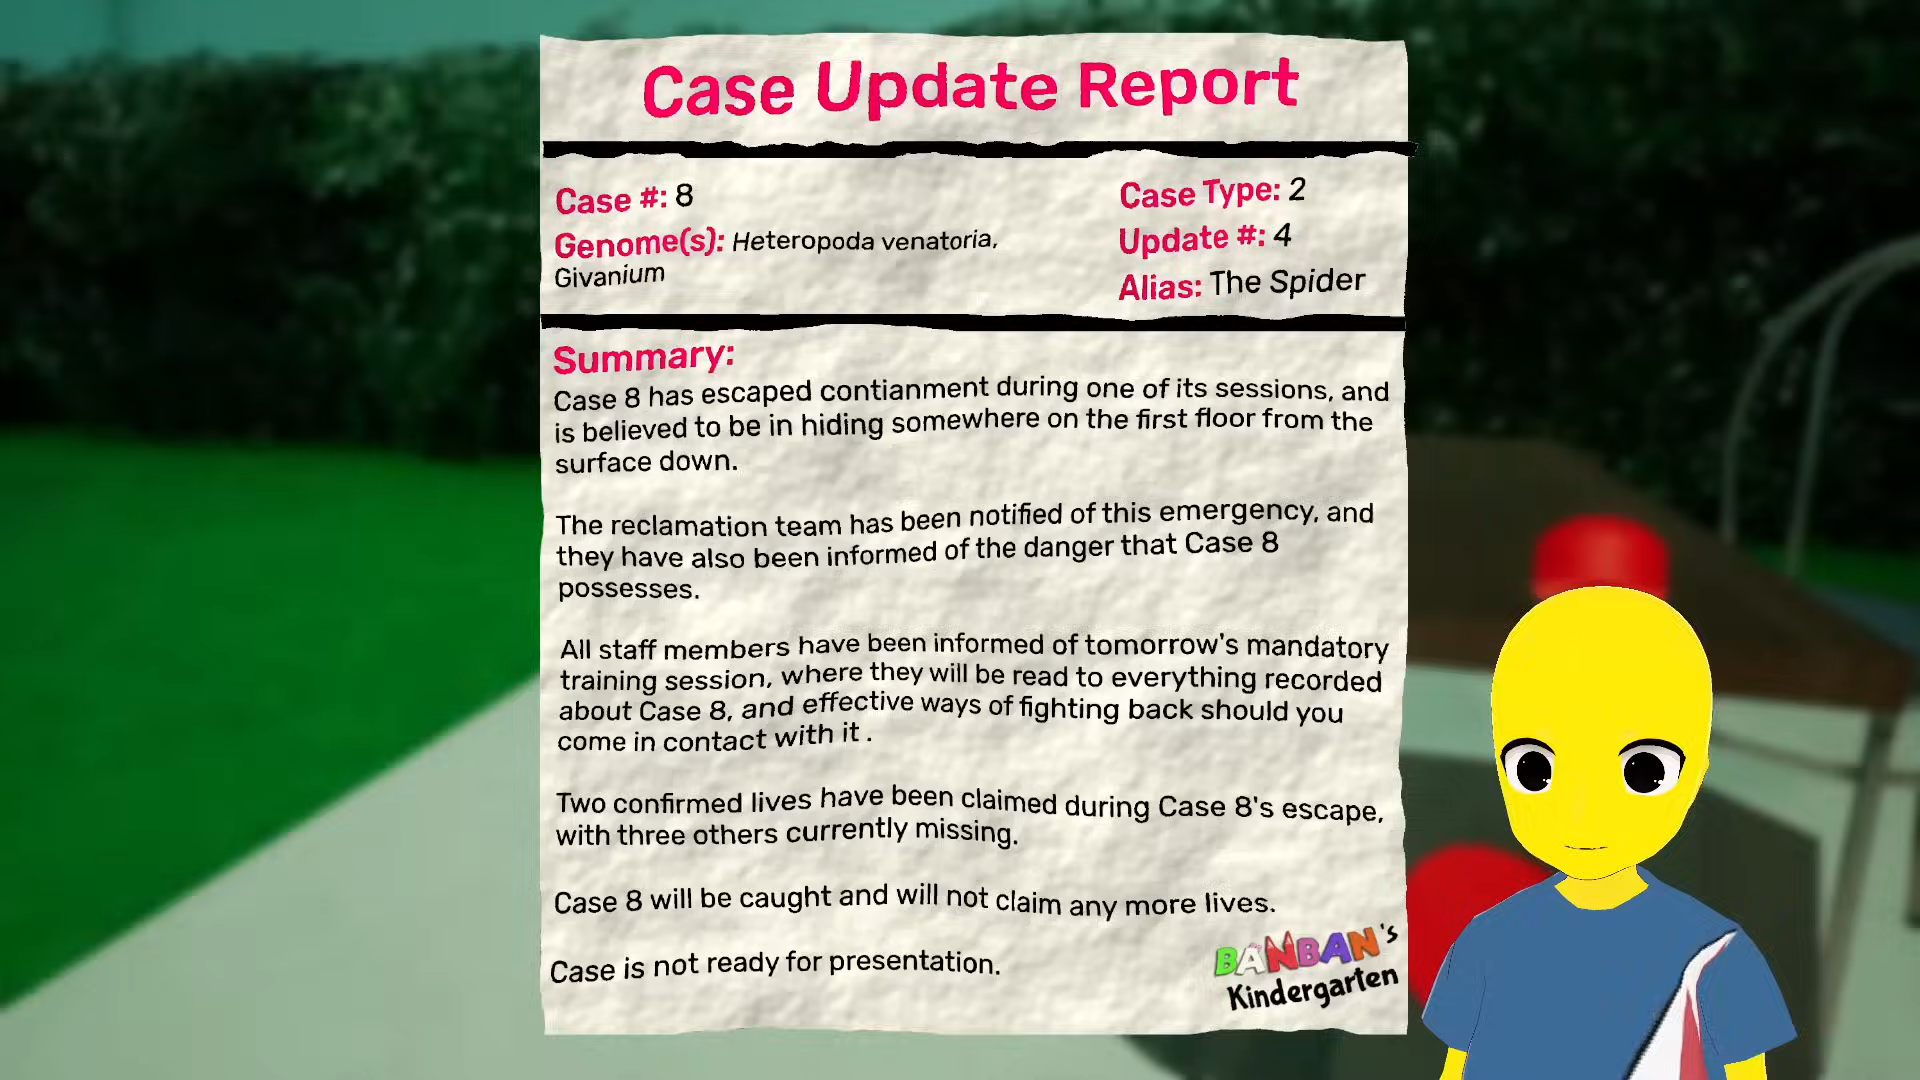 Case Update Report
Case #: 8
Genome(s): Heteropoda venatoria,
Givanium
Case Type: 2
Update #: 4
Alias: The Spider
Summary:
Case 8 has escaped contianment during one of its sessions, and
is believed to be in hiding somewhere on the first floor from the
surface down.
The reclamation team has been notified of this emergency, and
they have also been informed of the danger that Case 8
possesses.
All staff members have been informed of tomorrow's mandatory
training session, where they will be read to everything recorded
about Case 8, and effective ways of fighting back should you
come in contact with it .
Two confirmed lives have been claimed during Case 8's escape,
with three others currently missing.
Case 8 will be caught and will not claim any more lives.
Case is not ready for presentation.
BANBAN's
Kindergarten